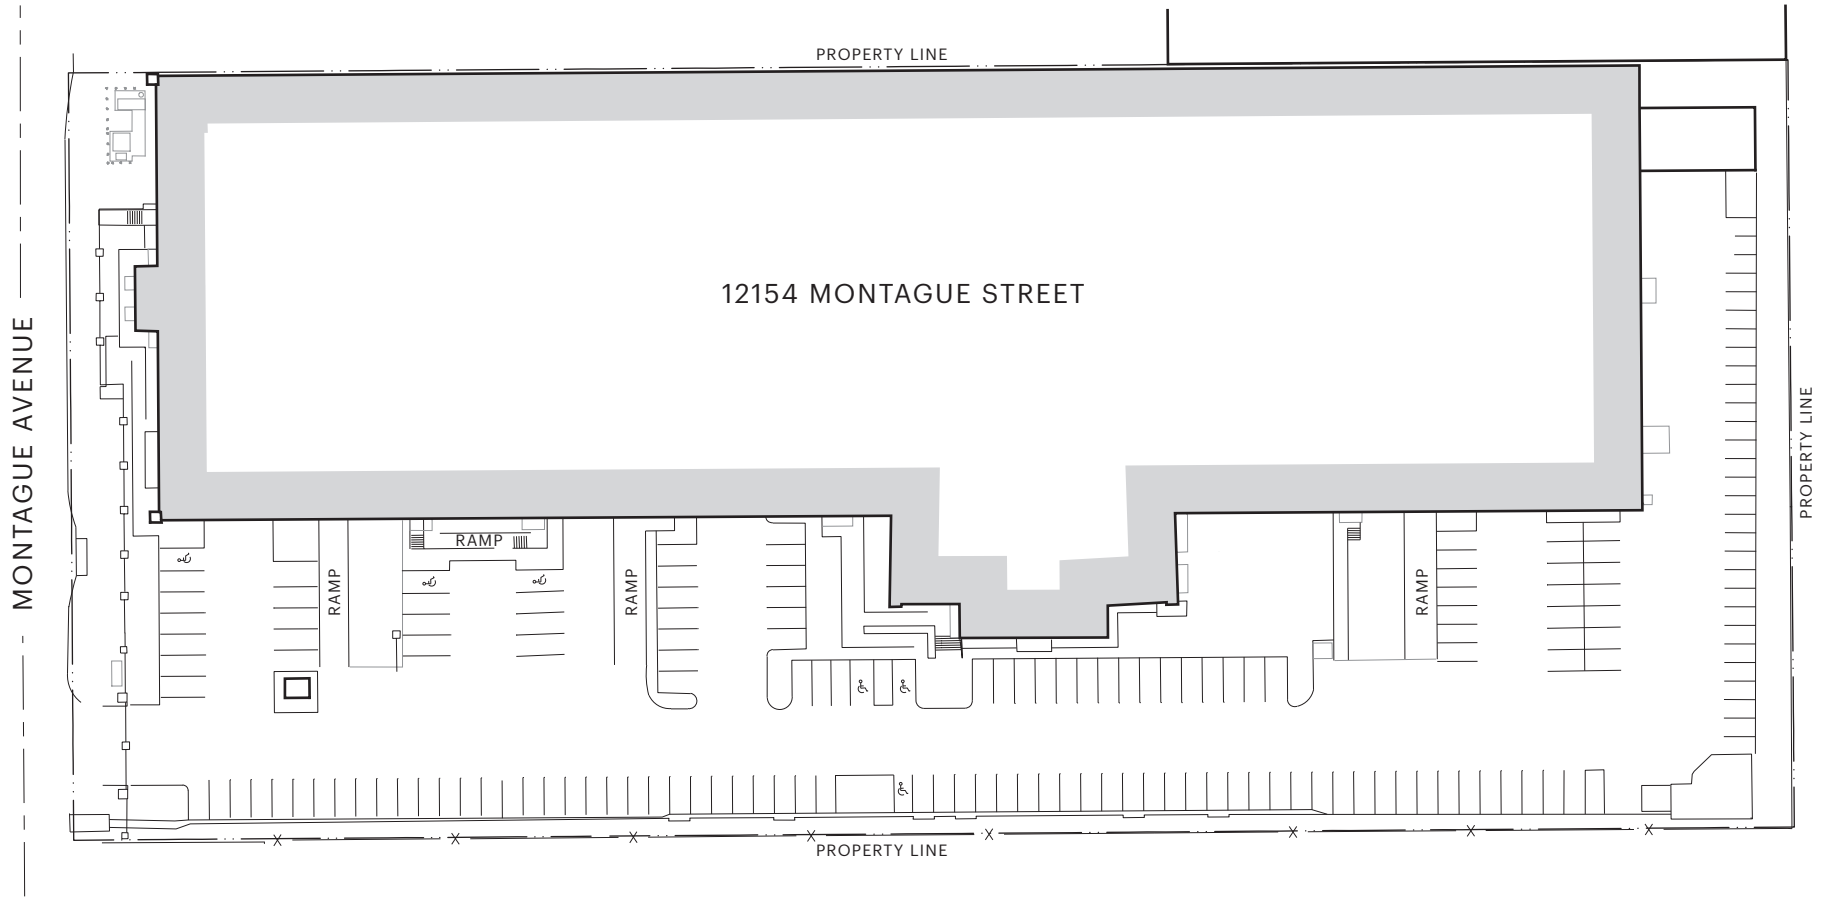 PROPERTY LINE
12154 MONTAGUE STREET
MONTAGUE AVENUE
PROPERTY LINE
RAMP
RAMP
RAMP
RAMP
PROPERTY LINE